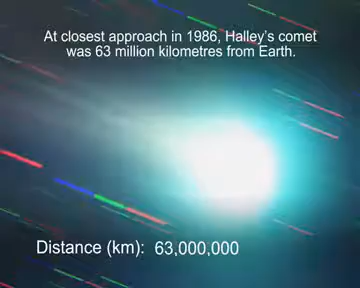 At closest approach in 1986, Halley's comet
was 63 million kilometres from Earth.
Distance (km): 63,000,000